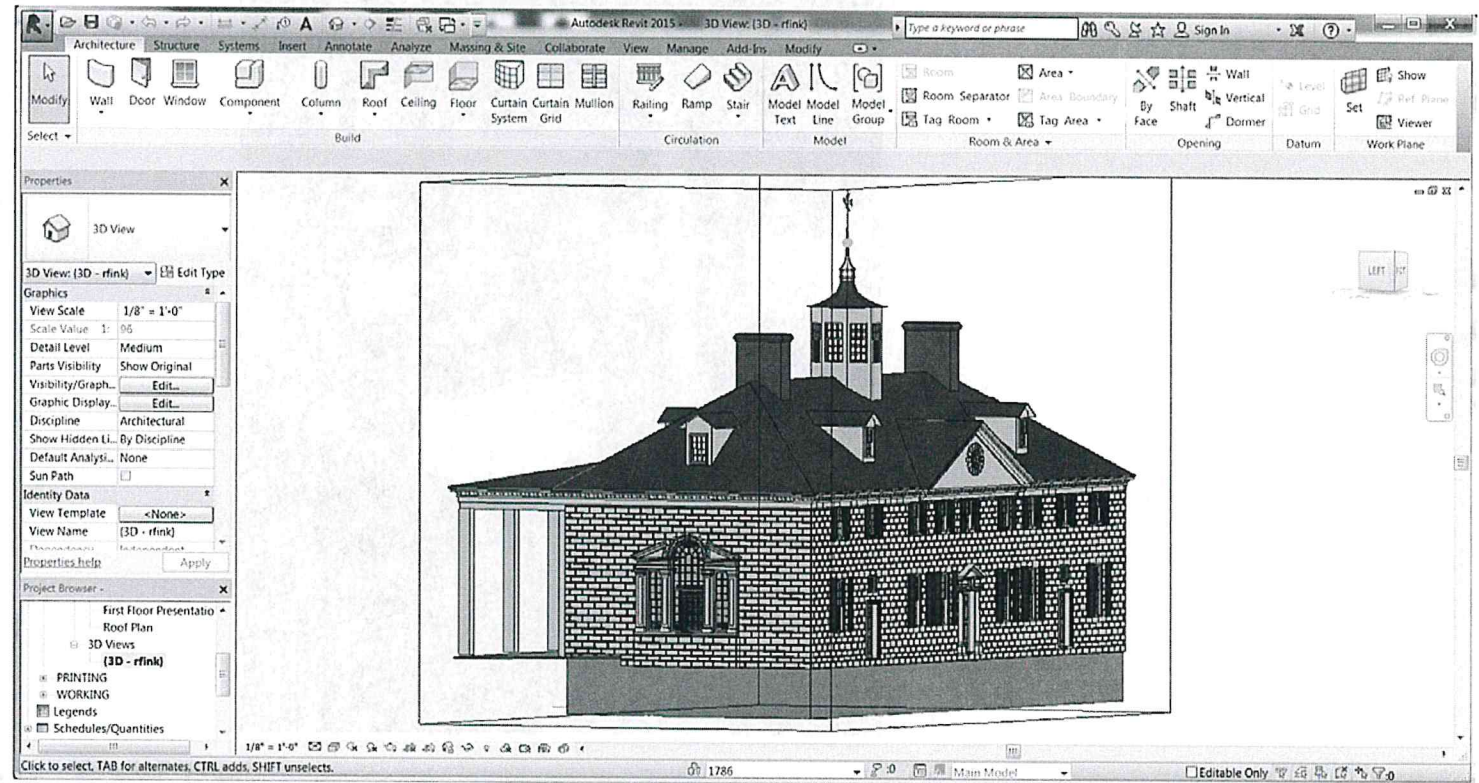 Autodesk Revit 2015 - 3D View: {3D - rfink}
Type a keyword or phrase
Sign In
Architecture Structure Systems Insert Annotate Analyze Massing & Site Collaborate View Manage Add-Ins Modify
Modify
Wall Door Window Component Column Roof Ceiling Floor Curtain System Curtain Grid Mullion
Railing Ramp Stair
Model Text Model Line Model Group
Room
Room Separator
Tag Room
Area
Area Boundary
Tag Area
By Face Shaft
Wall
Vertical
Dormer
Level
Grid
Set
Show
Ref Plane
Viewer
Select Build Circulation Model Room & Area Opening Datum Work Plane
Properties
3D View
3D View: {3D - rfink} Edit Type
Graphics
View Scale 1/8" = 1'-0"
Scale Value 1: 96
Detail Level Medium
Parts Visibility Show Original
Visibility/Graph... Edit...
Graphic Display... Edit...
Discipline Architectural
Show Hidden Li... By Discipline
Default Analysi... None
Sun Path
Identity Data
View Template <None>
View Name {3D - rfink}
Dependency Independent
Properties help Apply
Project Browser -
First Floor Presentatio
Roof Plan
3D Views
{3D - rfink}
PRINTING
WORKING
Legends
Schedules/Quantities
LEFT
1/8" = 1'-0"
Click to select, TAB for alternates, CTRL adds, SHIFT unselects.
1786
:0
Main Model
Editable Only
:0